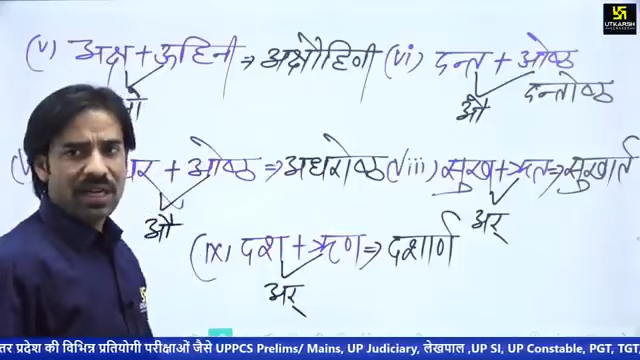 UTKARSH CLASSES
(v) अक्ष + ऊहिनी ⇒ अक्षौहिनी (vi) दन्त + ओष्ठ
औ दन्तोष्ठ
+ ओष्ठ ⇒ अधरोष्ठ (viii) सुख + ऋत ⇒ सुखार्त
औ अर्
(ix) दश + ऋण ⇒ दशार्ण
अर्
त्तर प्रदेश की विभिन्न प्रतियोगी परीक्षाओं जैसे UPPCS Prelims/ Mains, UP Judiciary, लेखपाल ,UP SI, UP Constable, PGT, TGT,